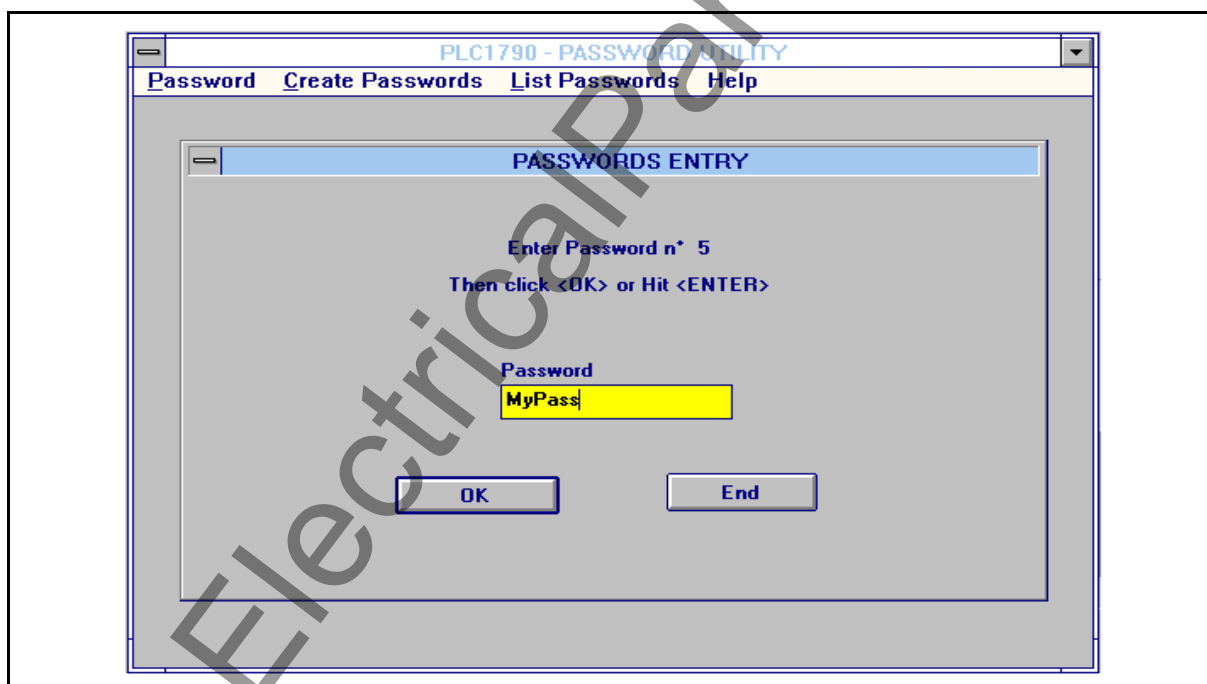 PLC1790 - PASSWORD UTILITY
Password Create Passwords List Passwords Help
PASSWORDS ENTRY
Enter Password n° 5
Then click <OK> or Hit <ENTER>
Password
MyPass
OK End